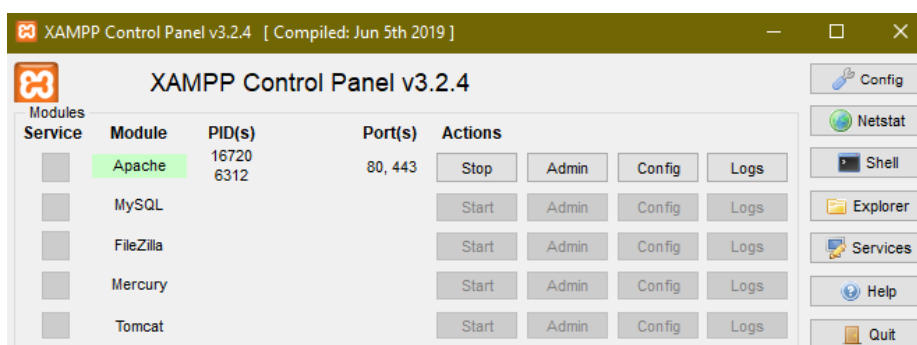 XAMPP Control Panel v3.2.4 [ Compiled: Jun 5th 2019 ]
XAMPP Control Panel v3.2.4
Config
Modules
Service Module PID(s) Port(s) Actions
Netstat
Apache 16720 6312 80, 443 Stop Admin Config Logs
Shell
MySQL Start Admin Config Logs
Explorer
FileZilla Start Admin Config Logs
Services
Mercury Start Admin Config Logs
Help
Tomcat Start Admin Config Logs
Quit